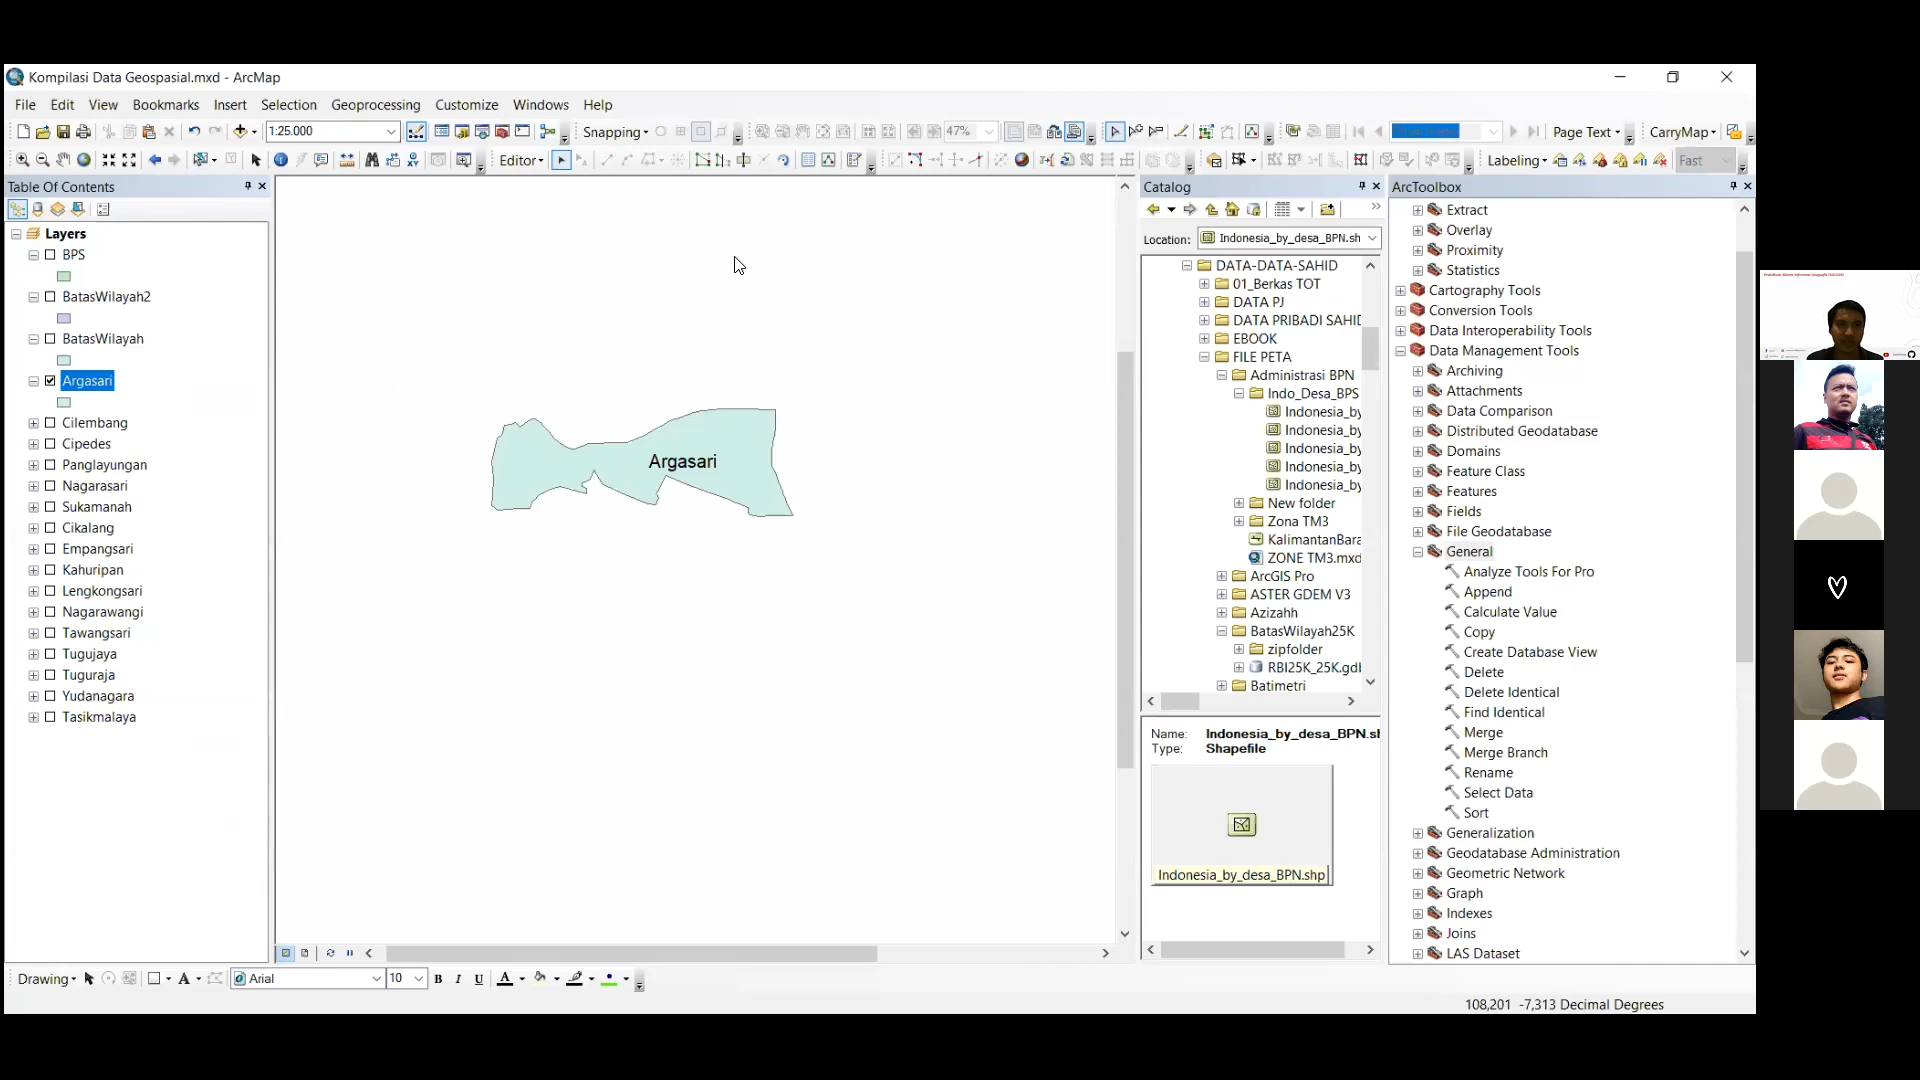 Kompilasi Data Geospasial.mxd - ArcMap
File Edit View Bookmarks Insert Selection Geoprocessing Customize Windows Help
1:25.000
Snapping
47%
Page Text
CarryMap
Editor
Labeling
Fast
Table Of Contents
Layers
BPS
BatasWilayah2
BatasWilayah
Argasari
Cilembang
Cipedes
Panglayungan
Nagarasari
Sukamanah
Cikalang
Empangsari
Kahuripan
Lengkongsari
Nagarawangi
Tawangsari
Tugujaya
Tuguraja
Yudanagara
Tasikmalaya
Argasari
Catalog
Location: Indonesia_by_desa_BPN.sh
DATA-DATA-SAHID
01_Berkas TOT
DATA PJ
DATA PRIBADI SAHID
EBOOK
FILE PETA
Administrasi BPN
Indo_Desa_BPS
Indonesia_by
Indonesia_by
Indonesia_by
Indonesia_by
Indonesia_by
New folder
Zona TM3
KalimantanBara
ZONE TM3.mxd
ArcGIS Pro
ASTER GDEM V3
Azizahh
BatasWilayah25K
zipfolder
RBI25K_25K.gdb
Batimetri
Name: Indonesia_by_desa_BPN.sh
Type: Shapefile
Indonesia_by_desa_BPN.shp
ArcToolbox
Extract
Overlay
Proximity
Statistics
Cartography Tools
Conversion Tools
Data Interoperability Tools
Data Management Tools
Archiving
Attachments
Data Comparison
Distributed Geodatabase
Domains
Feature Class
Features
Fields
File Geodatabase
General
Analyze Tools For Pro
Append
Calculate Value
Copy
Create Database View
Delete
Delete Identical
Find Identical
Merge
Merge Branch
Rename
Select Data
Sort
Generalization
Geodatabase Administration
Geometric Network
Graph
Indexes
Joins
LAS Dataset
Drawing
A
Arial
10
B I U A
108,201 -7,313 Decimal Degrees